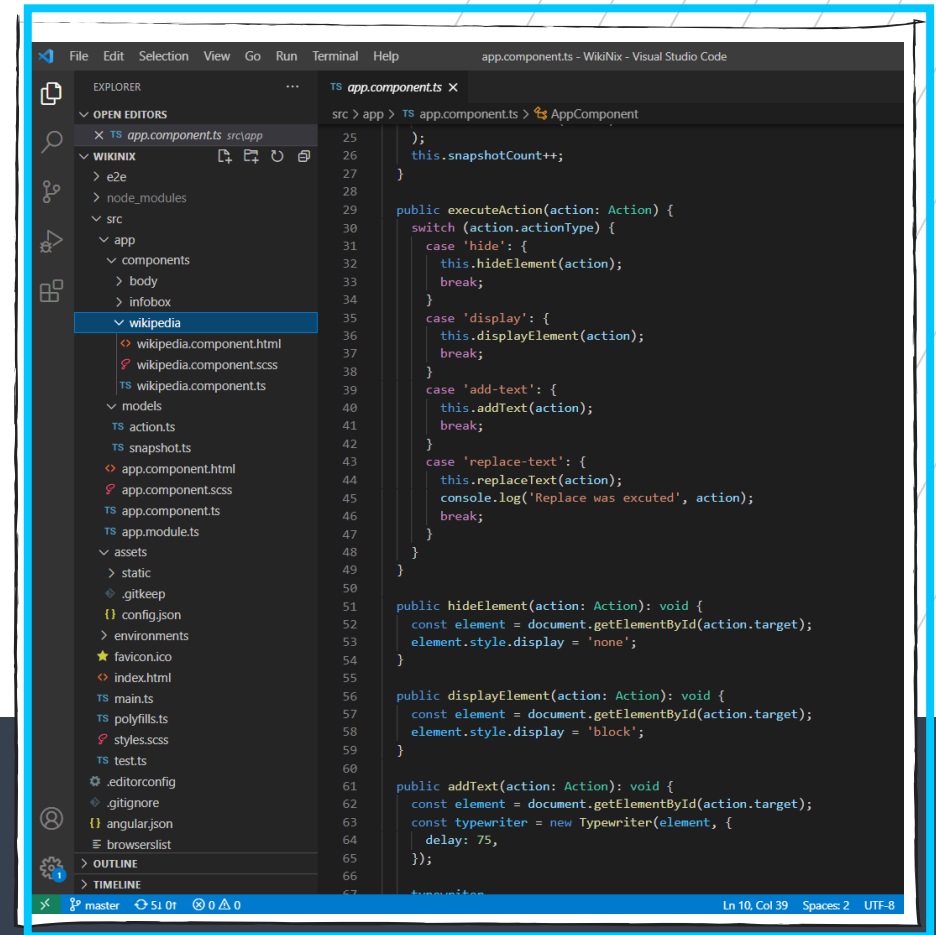 File Edit Selection View Go Run Terminal Help app.component.ts - WikiNix - Visual Studio Code
EXPLORER
OPEN EDITORS
TS app.component.ts src\app
WIKINIX
e2e
node_modules
src
app
components
body
infobox
wikipedia
wikipedia.component.html
wikipedia.component.scss
TS wikipedia.component.ts
models
TS action.ts
TS snapshot.ts
app.component.html
app.component.scss
TS app.component.ts
TS app.module.ts
assets
static
.gitkeep
{} config.json
environments
favicon.ico
index.html
TS main.ts
TS polyfills.ts
styles.scss
TS test.ts
.editorconfig
.gitignore
{} angular.json
browserslist
OUTLINE
TIMELINE
TS app.component.ts
src > app > TS app.component.ts > AppComponent
25 );
26 this.snapshotCount++;
27 }
28
29 public executeAction(action: Action) {
30 switch (action.actionType) {
31 case 'hide': {
32 this.hideElement(action);
33 break;
34 }
35 case 'display': {
36 this.displayElement(action);
37 break;
38 }
39 case 'add-text': {
40 this.addText(action);
41 break;
42 }
43 case 'replace-text': {
44 this.replaceText(action);
45 console.log('Replace was excuted', action);
46 break;
47 }
48 }
49 }
50
51 public hideElement(action: Action): void {
52 const element = document.getElementById(action.target);
53 element.style.display = 'none';
54 }
55
56 public displayElement(action: Action): void {
57 const element = document.getElementById(action.target);
58 element.style.display = 'block';
59 }
60
61 public addText(action: Action): void {
62 const element = document.getElementById(action.target);
63 const typewriter = new Typewriter(element, {
64 delay: 75,
65 });
66
1
master 5↓ 0↑ 0 0 Ln 10, Col 39 Spaces: 2 UTF-8